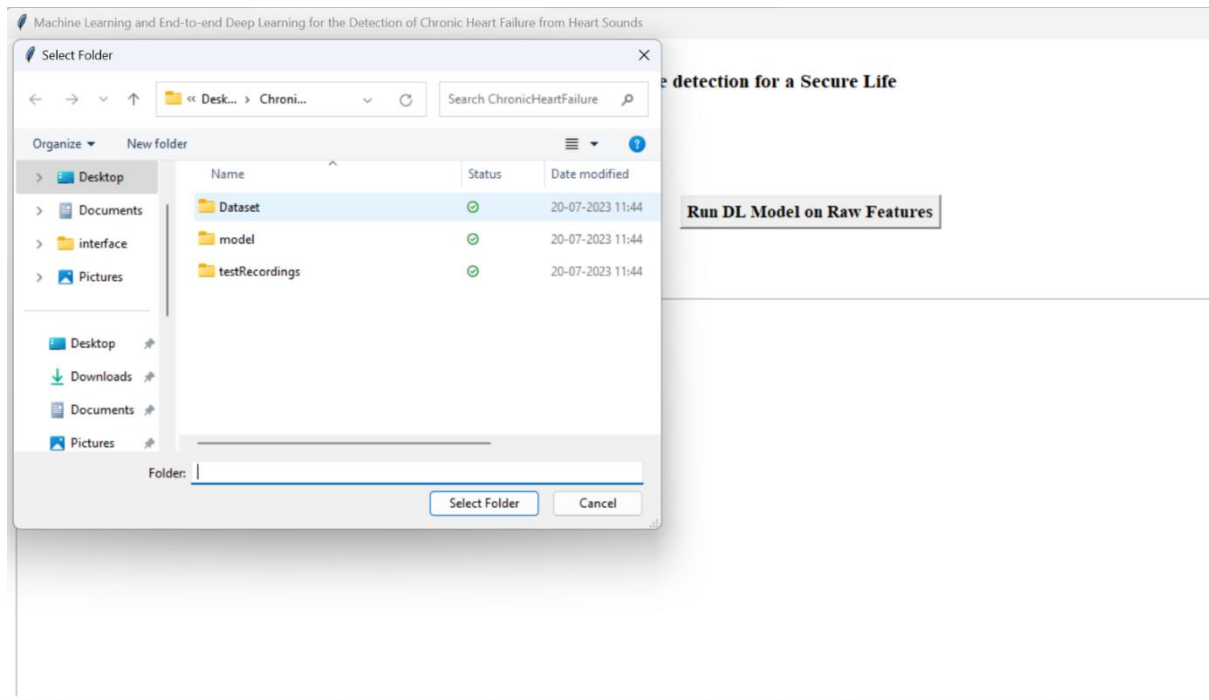 Machine Learning and End-to-end Deep Learning for the Detection of Chronic Heart Failure from Heart Sounds
Select Folder
detection for a Secure Life
« Desk... › Chroni...
Search ChronicHeartFailure
Organize New folder
Name Status Date modified
Desktop
Documents
interface
Pictures
Dataset 20-07-2023 11:44
model 20-07-2023 11:44
testRecordings 20-07-2023 11:44
Run DL Model on Raw Features
Desktop
Downloads
Documents
Pictures
Folder:
Select Folder Cancel